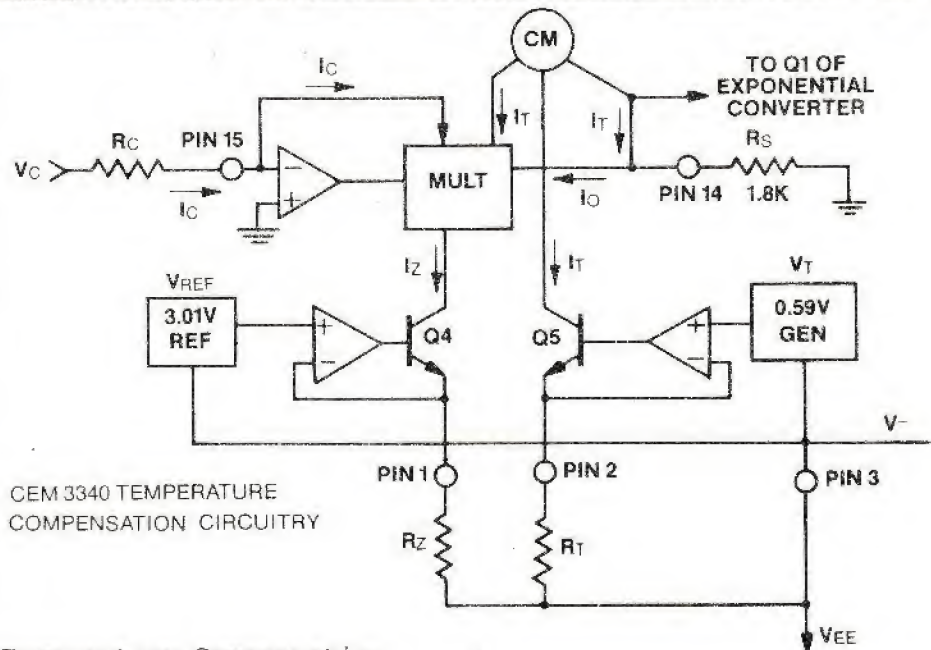 CM
IC
TO Q1 OF
EXPONENTIAL
CONVERTER
IT
IT
RC
PIN 15
RS
VC
MULT
PIN 14
1.8K
IC
IO
IZ
IT
VREF
VT
3.01V
REF
Q4
Q5
0.59V
GEN
+
−
+
−
−
+
V−
PIN 1
PIN 2
PIN 3
CEM 3340 TEMPERATURE
COMPENSATION CIRCUITRY
RZ
RT
VEE